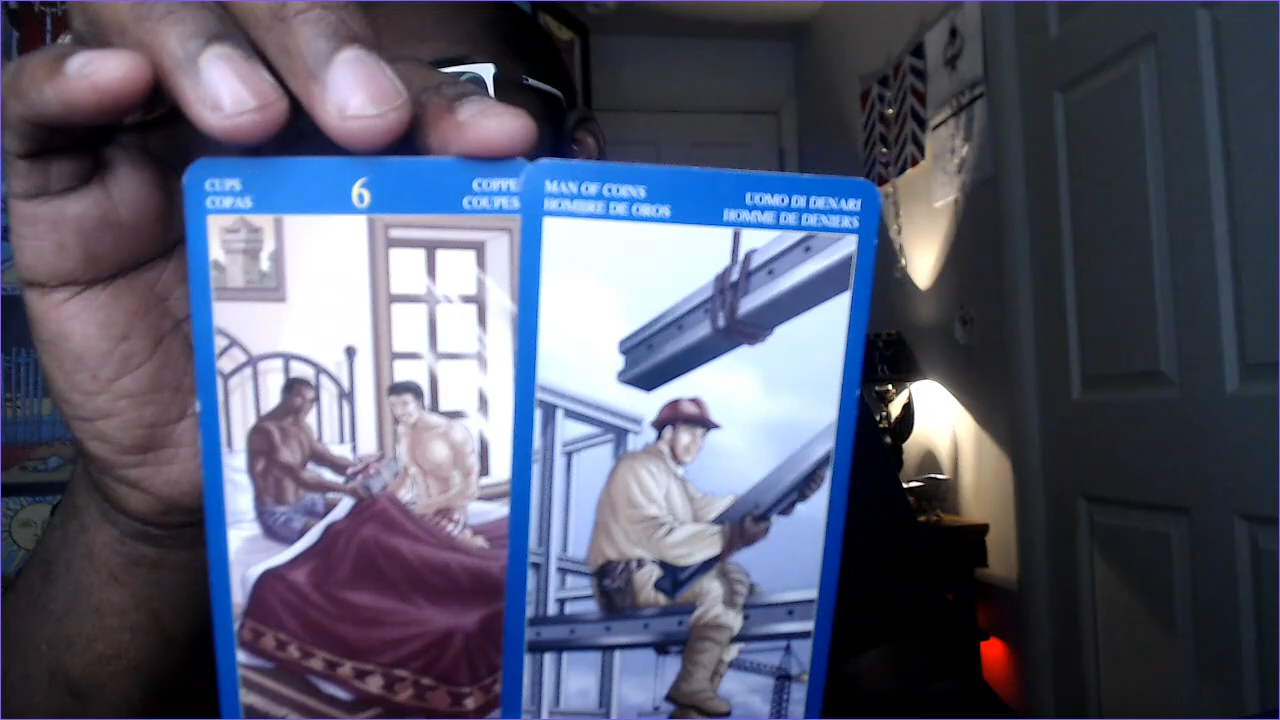 CUPS
COPAS
6
COPPE
COUPES
MAN OF COINS
HOMBRE DE OROS
UOMO DI DENARI
HOMME DE DENIERS